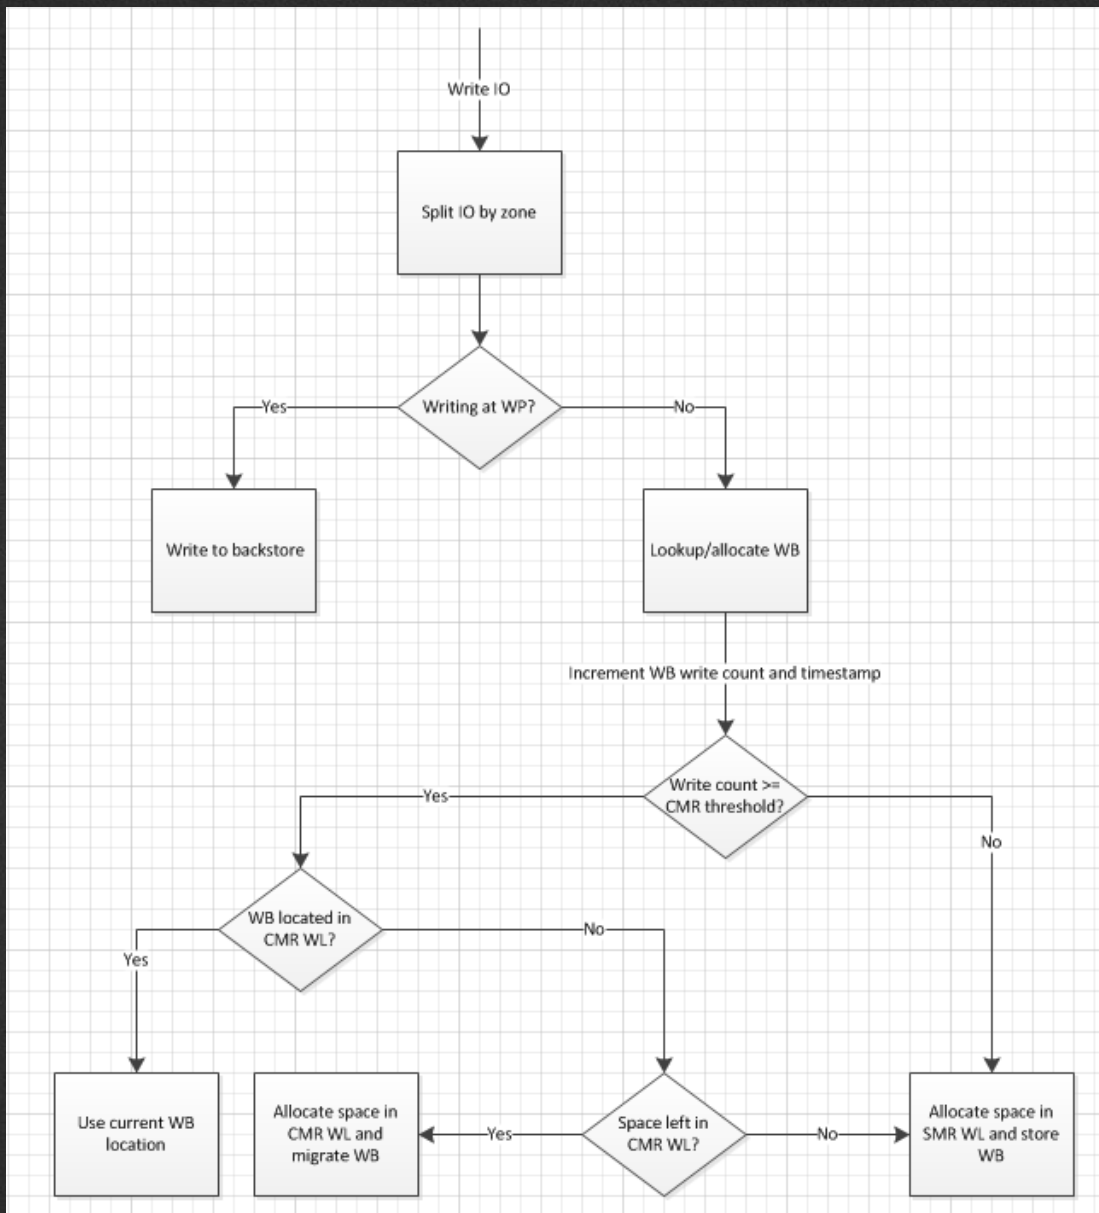 Write IO
Split IO by zone
Writing at WP?
Yes
No
Write to backstore
Lookup/allocate WB
Increment WB write count and timestamp
Write count >=
CMR threshold?
Yes
No
WB located in
CMR WL?
Yes
No
Use current WB
location
Allocate space in
CMR WL and
migrate WB
Yes
Space left in
CMR WL?
No
Allocate space in
SMR WL and store
WB